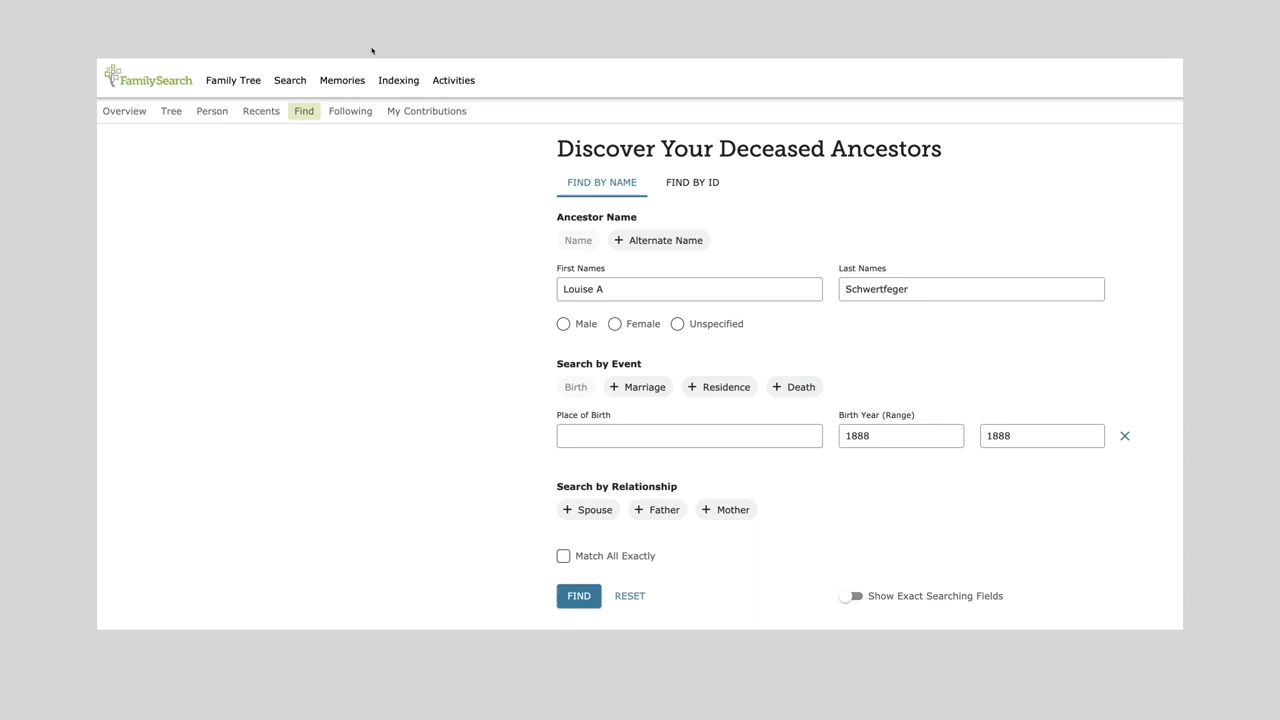 FamilySearch Family Tree Search Memories Indexing Activities
Overview Tree Person Recents Find Following My Contributions
Discover Your Deceased Ancestors
FIND BY NAME FIND BY ID
Ancestor Name
Name + Alternate Name
First Names Last Names
Louise A Schwertfeger
Male Female Unspecified
Search by Event
Birth + Marriage + Residence + Death
Place of Birth Birth Year (Range)
1888 1888
Search by Relationship
+ Spouse + Father + Mother
Match All Exactly
FIND RESET Show Exact Searching Fields